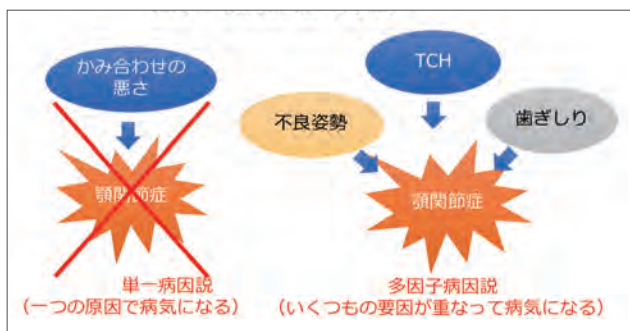 かみ合わせの
悪さ
顎関節症
単一病因説
（一つの原因で病気になる）
TCH
不良姿勢
歯ぎしり
顎関節症
多因子病因説
（いくつもの要因が重なって病気になる）